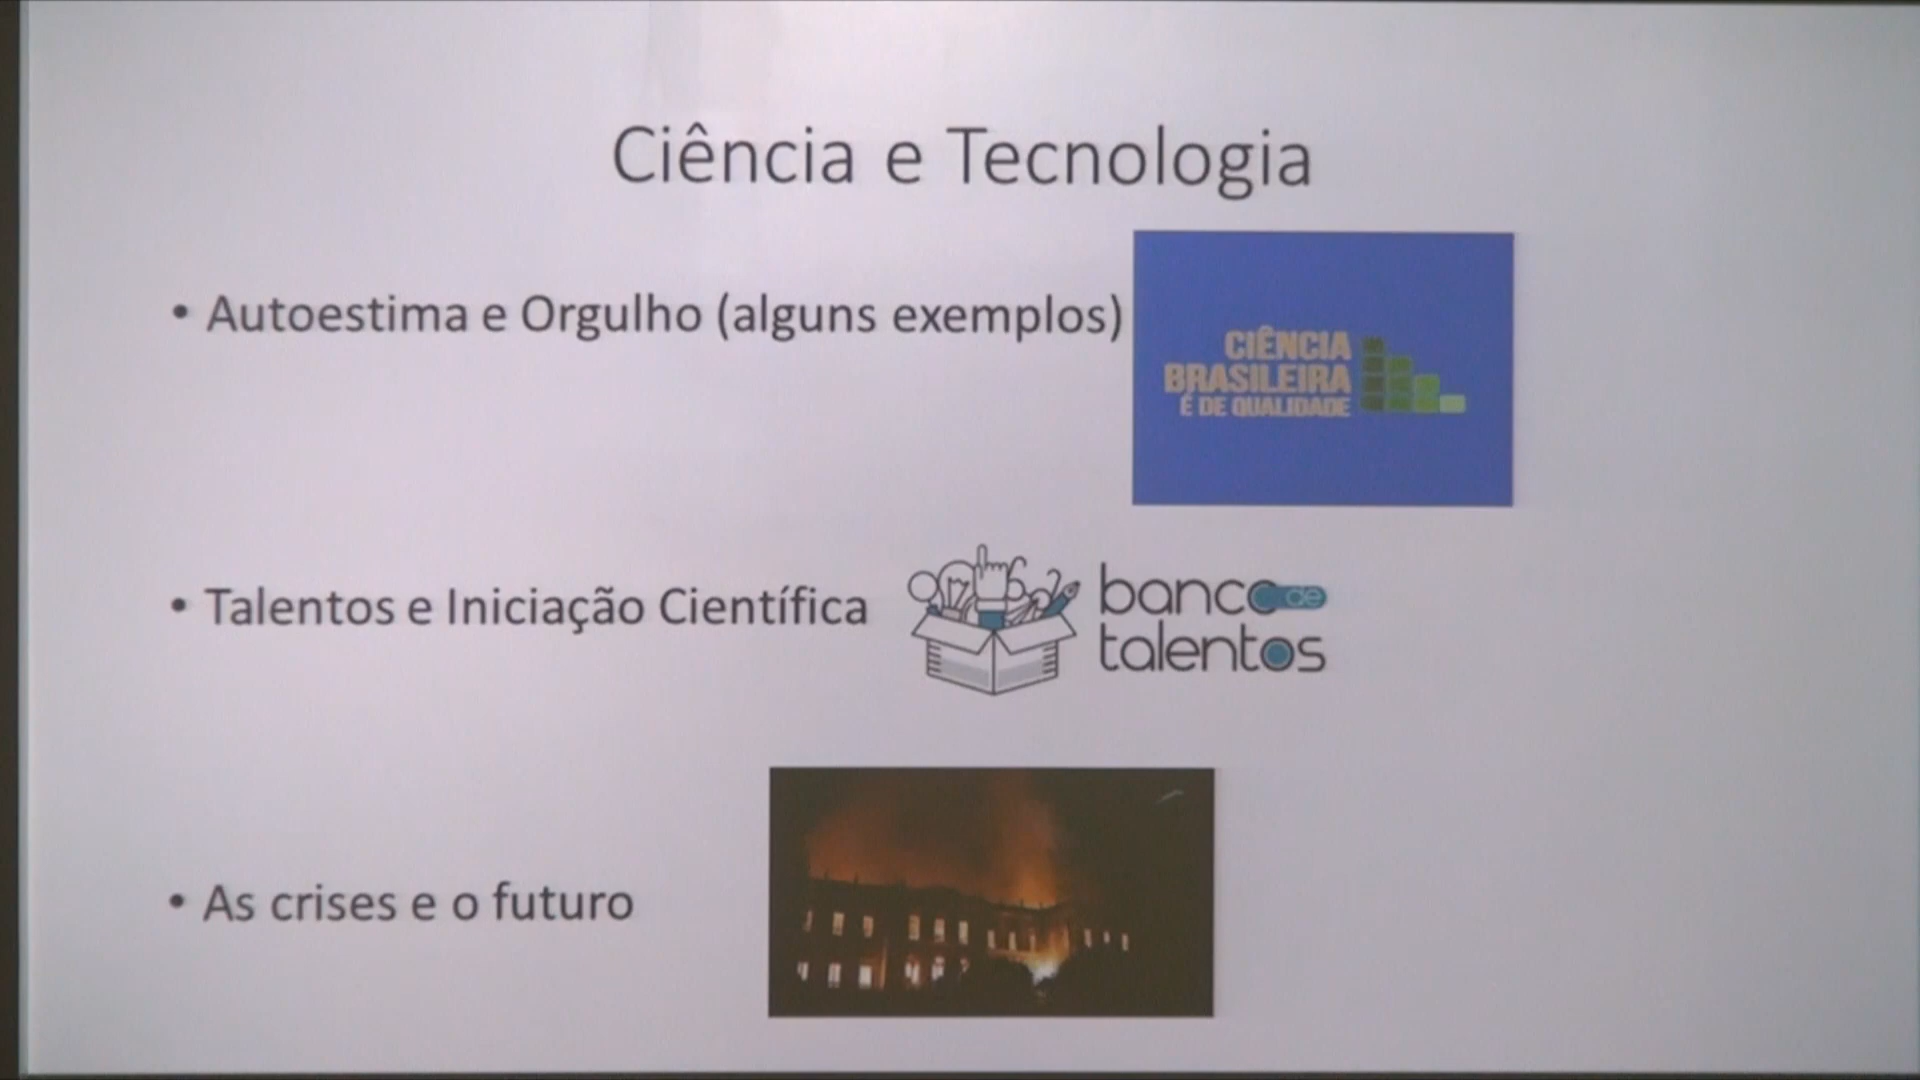 Ciência e Tecnologia
• Autoestima e Orgulho (alguns exemplos)
CIÊNCIA
BRASILEIRA
É DE QUALIDADE
• Talentos e Iniciação Científica
banco de
talentos
• As crises e o futuro